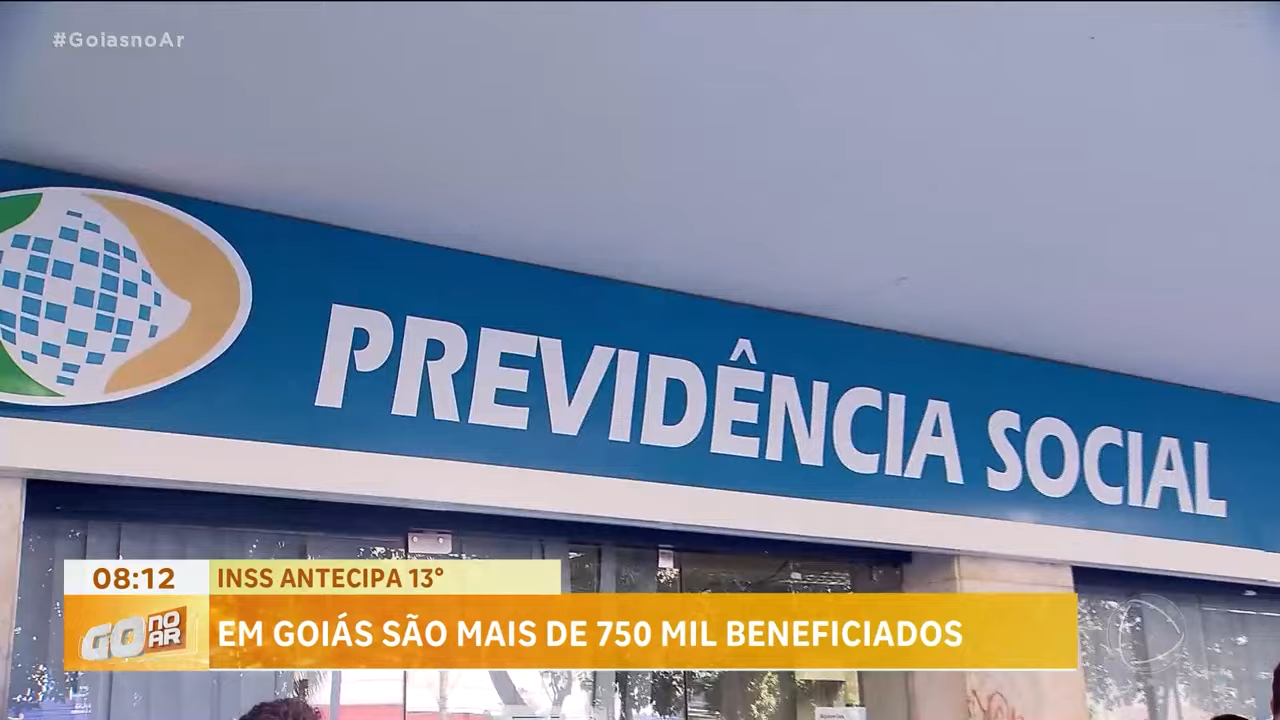 #GoiasnoAr
PREVIDÊNCIA SOCIAL
08:12
INSS ANTECIPA 13°
GO NO AR
EM GOIÁS SÃO MAIS DE 750 MIL BENEFICIADOS